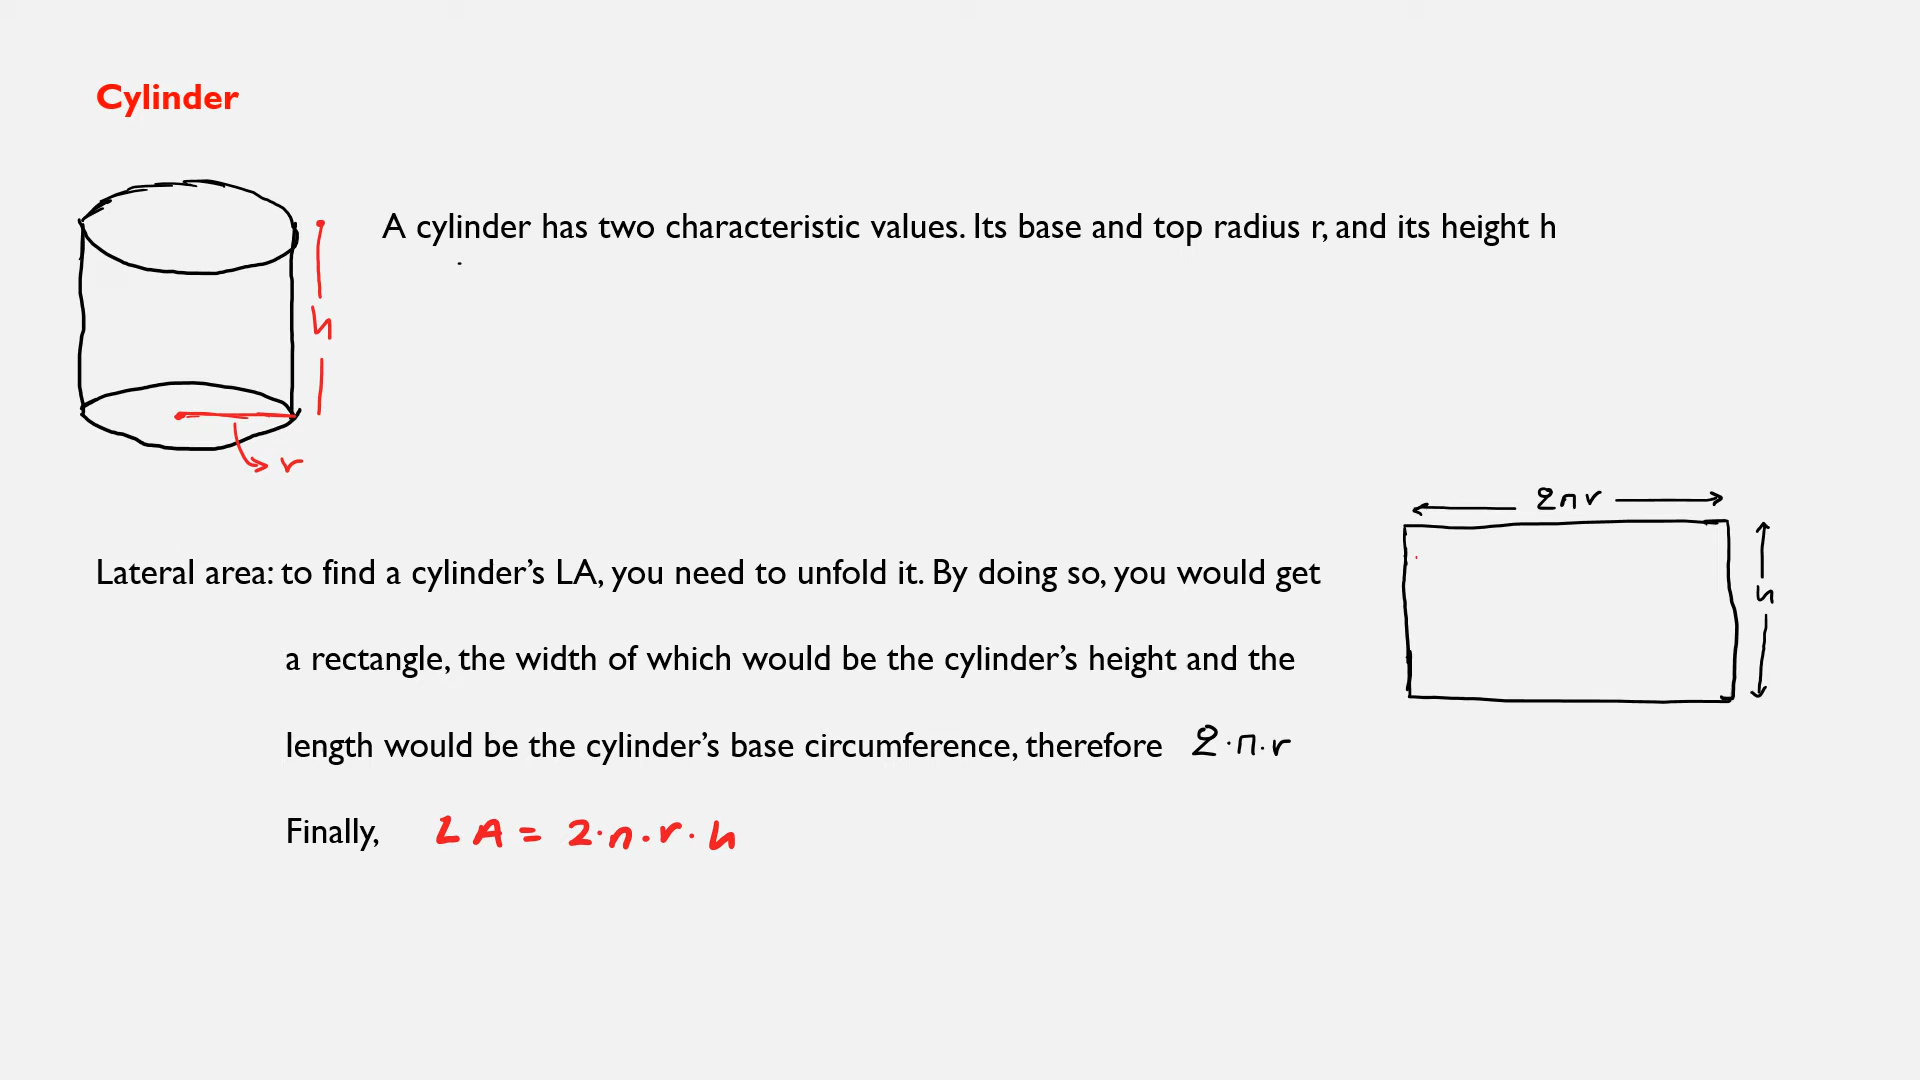 Cylinder
A cylinder has two characteristic values. Its base and top radius r, and its height h
h
r
2πr
h
Lateral area: to find a cylinder’s LA, you need to unfold it. By doing so, you would get
a rectangle, the width of which would be the cylinder’s height and the
length would be the cylinder’s base circumference, therefore 2·π·r
Finally, LA = 2·π·r·h